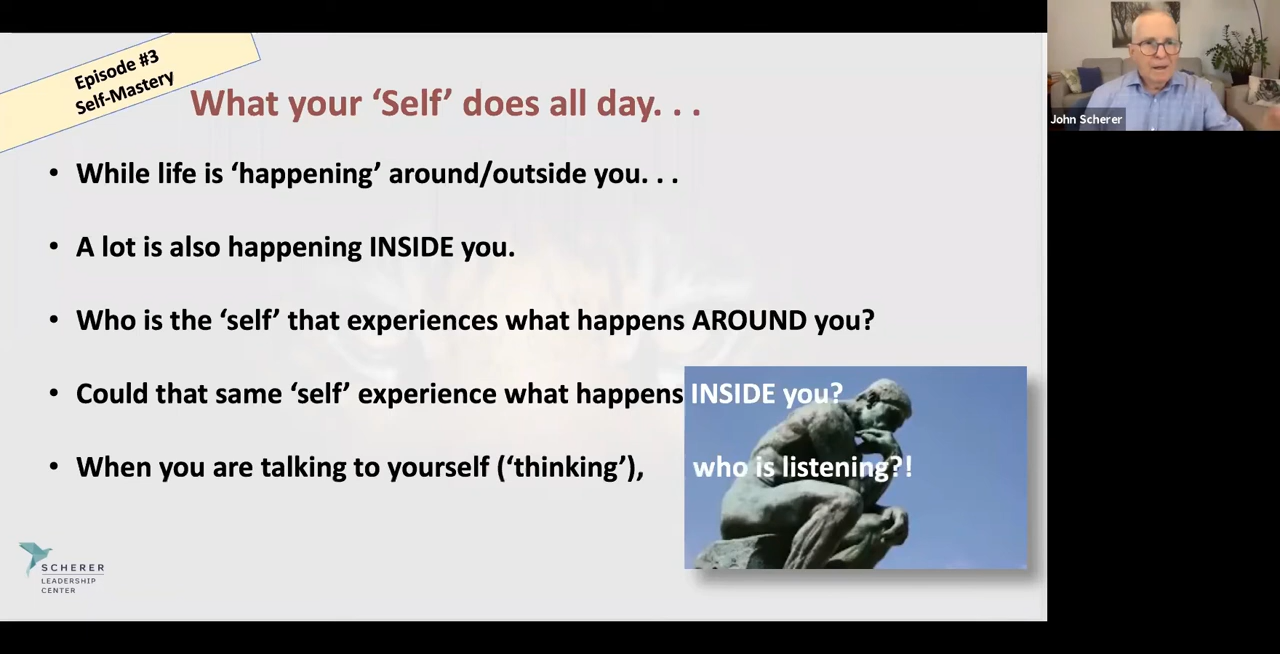 Episode #3
Self-Mastery
What your ‘Self’ does all day. . .
• While life is ‘happening’ around/outside you. . .
• A lot is also happening INSIDE you.
• Who is the ‘self’ that experiences what happens AROUND you?
• Could that same ‘self’ experience what happens INSIDE you?
• When you are talking to yourself (‘thinking’), who is listening?!
SCHERER
LEADERSHIP
CENTER
John Scherer